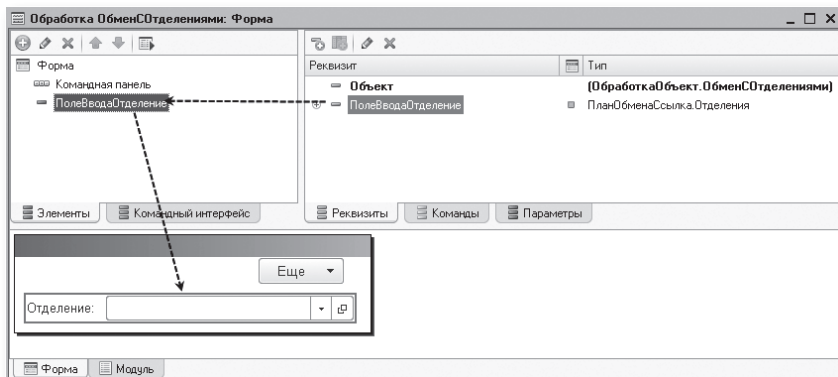 Обработка ОбменСОтделениями: Форма
Форма
Командная панель
ПолеВводаОтделение
Элементы
Командный интерфейс
Реквизит
Тип
Объект
(ОбработкаОбъект.ОбменСОтделениями)
ПолеВводаОтделение
ПланОбменаСсылка.Отделения
Реквизиты
Команды
Параметры
Еще
Отделение:
Форма
Модуль